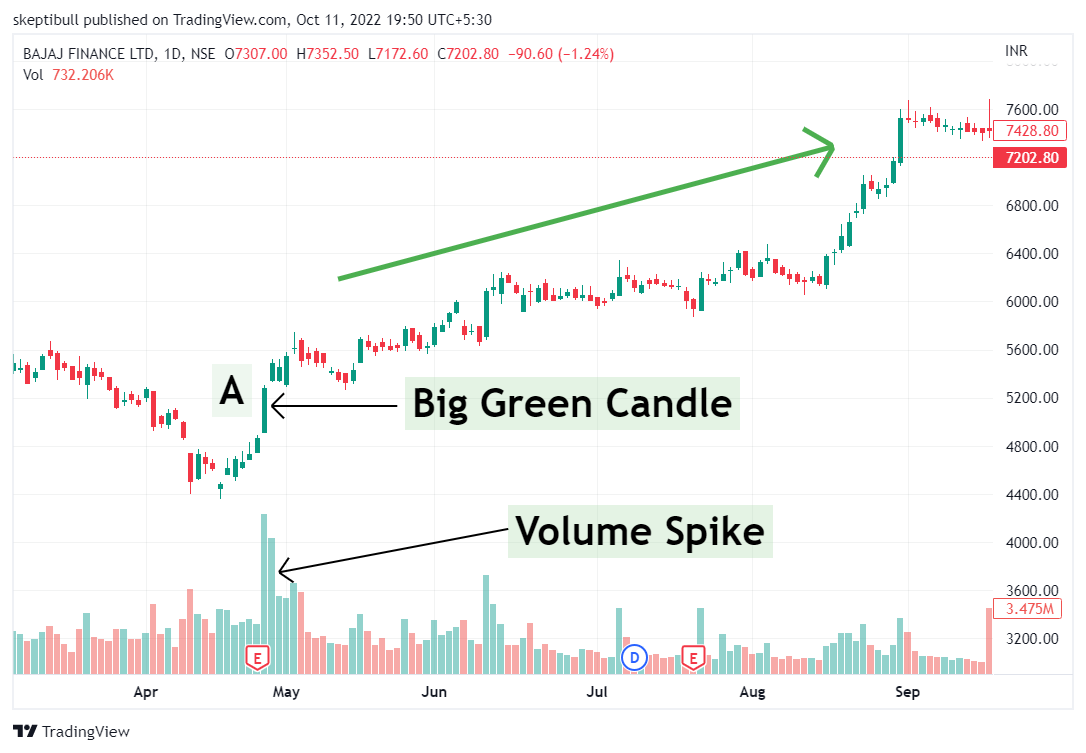 skeptibull published on TradingView.com, Oct 11, 2022 19:50 UTC+5:30
BAJAJ FINANCE LTD, 1D, NSE O7307.00 H7352.50 L7172.60 C7202.80 −90.60 (−1.24%)
INR
Vol 732.206K
7600.00
7428.80
7202.80
6800.00
6400.00
6000.00
5600.00
A
5200.00
Big Green Candle
4800.00
4400.00
Volume Spike
4000.00
3600.00
3.475M
3200.00
E
D
E
Apr May Jun Jul Aug Sep
TradingView